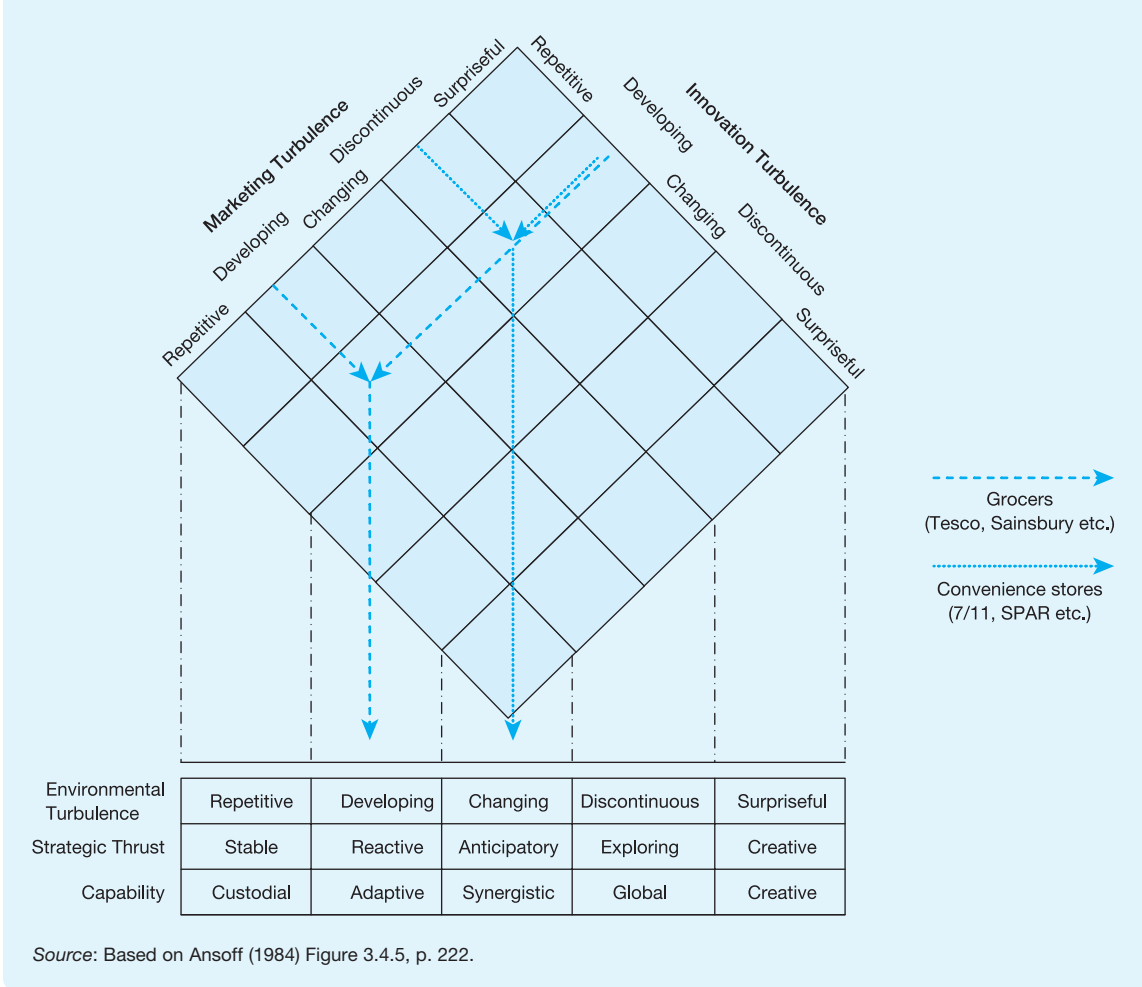 Surpriseful
Discontinuous
Marketing Turbulence
Changing
Developing
Repetitive
Repetitive
Developing
Innovation Turbulence
Changing
Discontinuous
Surpriseful
Grocers
(Tesco, Sainsbury etc.)
Convenience stores
(7/11, SPAR etc.)
Environmental
Turbulence
Repetitive Developing Changing Discontinuous Surpriseful
Strategic Thrust Stable Reactive Anticipatory Exploring Creative
Capability Custodial Adaptive Synergistic Global Creative
Source: Based on Ansoff (1984) Figure 3.4.5, p. 222.